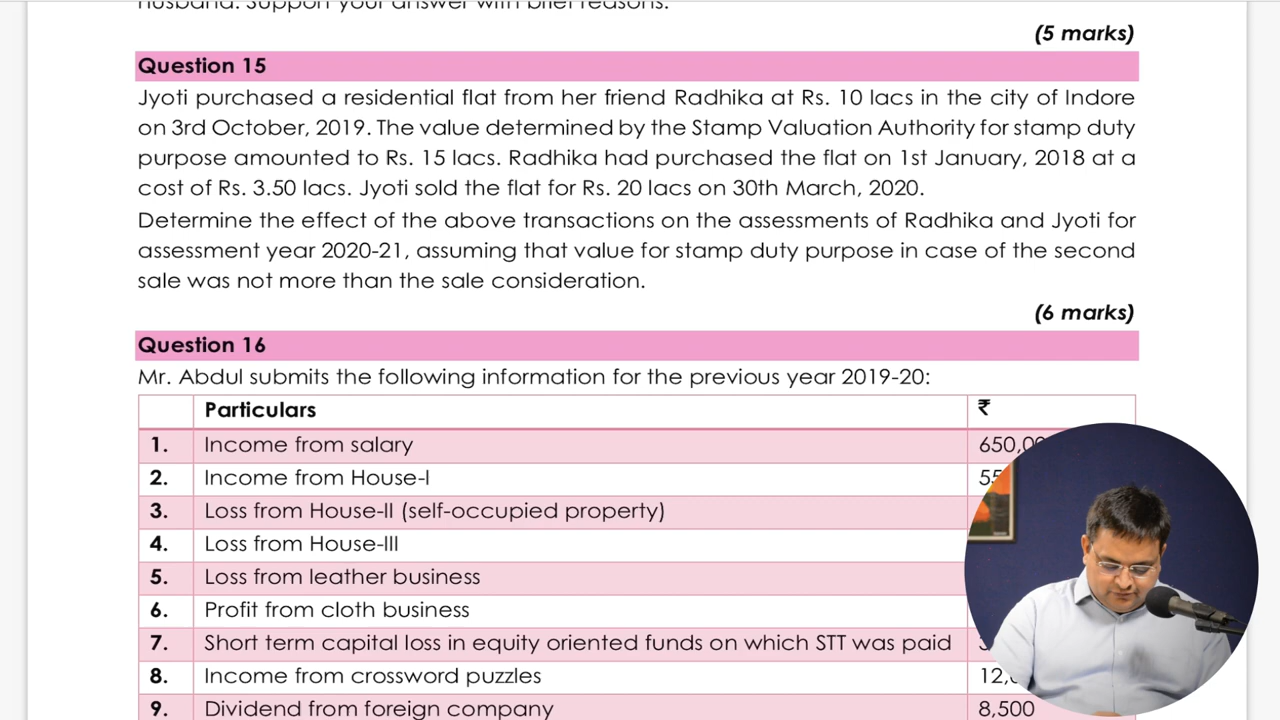 husband. Support your answer with brief reasons.
(5 marks)
Question 15
Jyoti purchased a residential flat from her friend Radhika at Rs. 10 lacs in the city of Indore
on 3rd October, 2019. The value determined by the Stamp Valuation Authority for stamp duty
purpose amounted to Rs. 15 lacs. Radhika had purchased the flat on 1st January, 2018 at a
cost of Rs. 3.50 lacs. Jyoti sold the flat for Rs. 20 lacs on 30th March, 2020.
Determine the effect of the above transactions on the assessments of Radhika and Jyoti for
assessment year 2020-21, assuming that value for stamp duty purpose in case of the second
sale was not more than the sale consideration.
(6 marks)
Question 16
Mr. Abdul submits the following information for the previous year 2019-20:
Particulars ₹
1. Income from salary
2. Income from House-I
3. Loss from House-II (self-occupied property)
4. Loss from House-III
5. Loss from leather business
6. Profit from cloth business
7. Short term capital loss in equity oriented funds on which STT was paid
8. Income from crossword puzzles
9. Dividend from foreign company 8,500